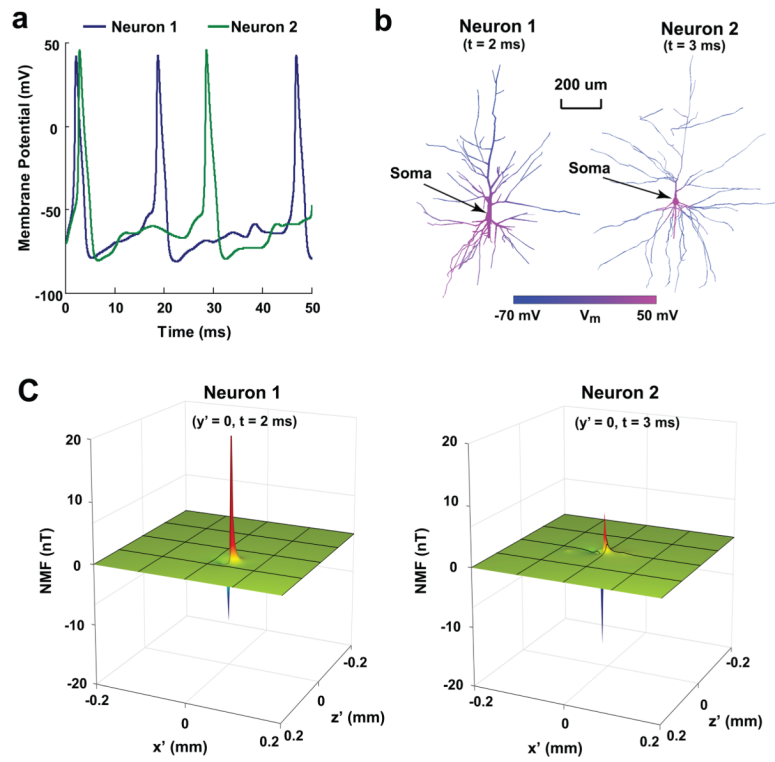 a
Neuron 1
Neuron 2
Membrane Potential (mV)
50
0
-50
-100
0
10
20
30
40
50
Time (ms)
b
Neuron 1
(t = 2 ms)
Neuron 2
(t = 3 ms)
200 um
Soma
Soma
-70 mV
Vm
50 mV
C
Neuron 1
(y' = 0, t = 2 ms)
NMF (nT)
20
10
0
-10
-20
-0.2
0
0.2
x' (mm)
-0.2
0
0.2
z' (mm)
Neuron 2
(y' = 0, t = 3 ms)
NMF (nT)
20
10
0
-10
-20
-0.2
0
0.2
x' (mm)
-0.2
0
0.2
z' (mm)